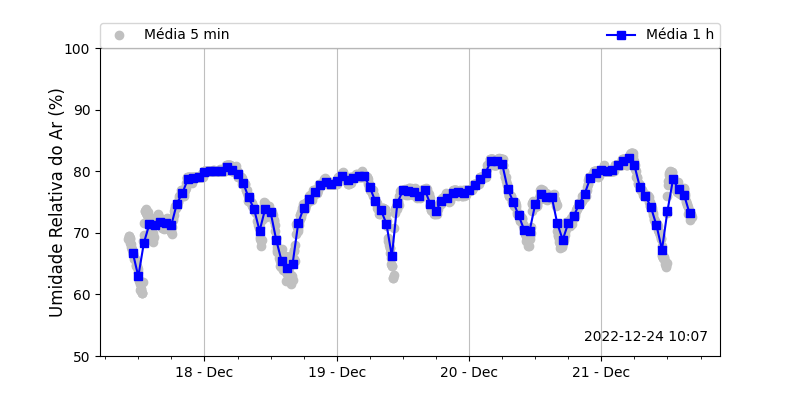 Média 5 min
Média 1 h
Umidade Relativa do Ar (%)
100
90
80
70
60
50
2022-12-24 10:07
18 - Dec
19 - Dec
20 - Dec
21 - Dec